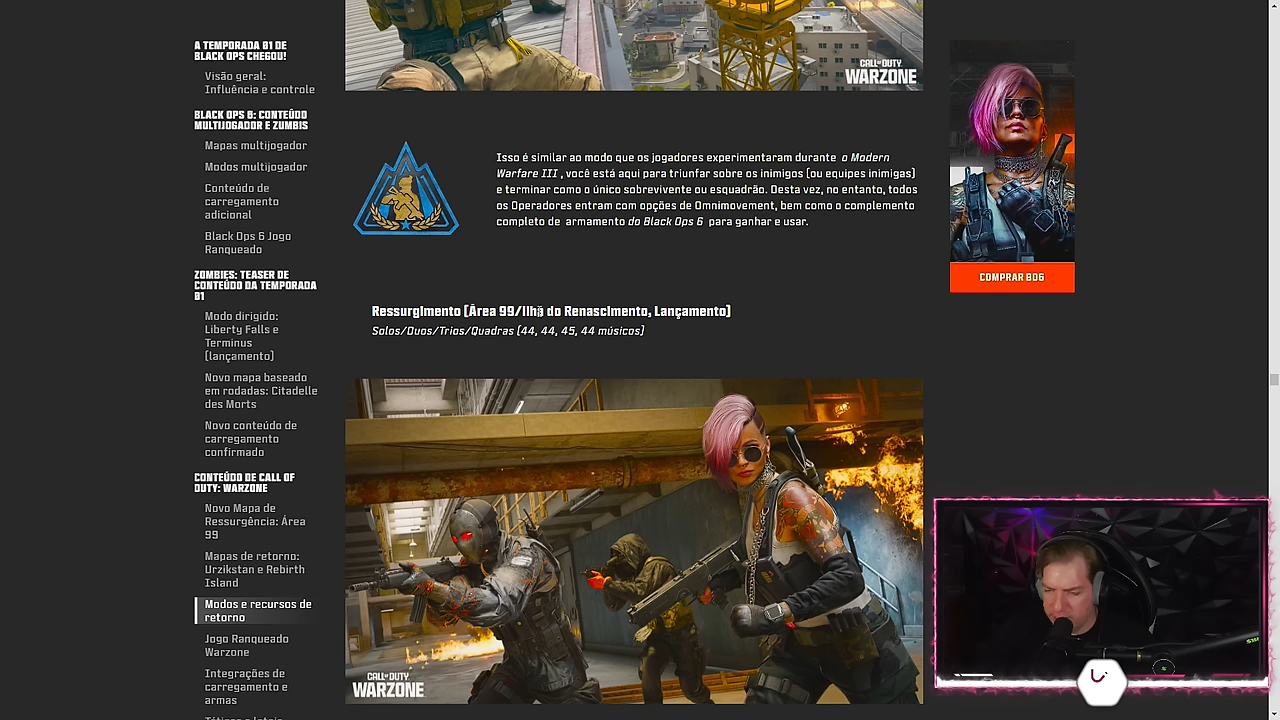 A TEMPORADA 01 DE
BLACK OPS CHEGOU!
Visão geral:
Influência e controle
BLACK OPS 6: CONTEÚDO
MULTIJOGADOR E ZUMBIS
Mapas multijogador
Modos multijogador
Conteúdo de
carregamento
adicional
Black Ops 6 Jogo
Ranqueado
ZOMBIES: TEASER DE
CONTEÚDO DA TEMPORADA
01
Modo dirigido:
Liberty Falls e
Terminus
(lançamento)
Novo mapa baseado
em rodadas: Citadelle
des Morts
Novo conteúdo de
carregamento
confirmado
CONTEÚDO DE CALL OF
DUTY: WARZONE
Novo Mapa de
Ressurgência: Área
99
Mapas de retorno:
Urzikstan e Rebirth
Island
Modos e recursos de
retorno
Jogo Ranqueado
Warzone
Integrações de
carregamento e
armas
CALL OF DUTY
WARZONE
Isso é similar ao modo que os jogadores experimentaram durante o Modern
Warfare III , você está aqui para triunfar sobre os inimigos (ou equipes inimigas)
e terminar como o único sobrevivente ou esquadrão. Desta vez, no entanto, todos
os Operadores entram com opções de Omnimovement, bem como o complemento
completo de armamento do Black Ops 6 para ganhar e usar.
Ressurgimento (Área 99/Ilha do Renascimento, Lançamento)
Solos/Duos/Trios/Quadras (44, 44, 45, 44 músicos)
CALL OF DUTY
WARZONE
COMPRAR BO6